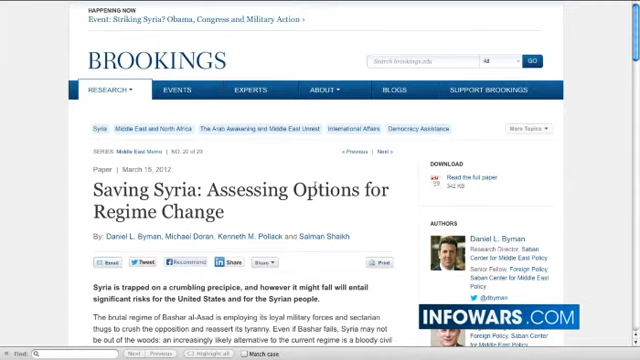 HAPPENING NOW
Event: Striking Syria? Obama, Congress and Military Action ›
BROOKINGS
Search brookings.edu All GO
RESEARCH EVENTS EXPERTS ABOUT BLOGS SUPPORT BROOKINGS
Syria Middle East and North Africa The Arab Awakening and Middle East Unrest International Affairs Democracy Assistance More Topics
SERIES: Middle East Memo | NO. 20 of 29 « Previous | Next »
Paper | March 15, 2012
Saving Syria: Assessing Options for
Regime Change
By: Daniel L. Byman, Michael Doran, Kenneth M. Pollack and Salman Shaikh
Email Tweet Recommend Share Share Print
Syria is trapped on a crumbling precipice, and however it might fall will entail
significant risks for the United States and for the Syrian people.
The brutal regime of Bashar al-Asad is employing its loyal military forces and sectarian
thugs to crush the opposition and reassert its tyranny. Even if Bashar fails, Syria may not
be out of the woods: an increasingly likely alternative to the current regime is a bloody civil
DOWNLOAD
Read the full paper
342 KB
AUTHORS
Daniel L. Byman
Director of Research, Saban
Center for Middle East Policy
Senior Fellow, Foreign Policy,
Saban Center for Middle East
Policy
@dbyman
INFOWARS.COM
Foreign Policy, Saban
Center for Middle East
Find: Next Previous Highlight all Match case